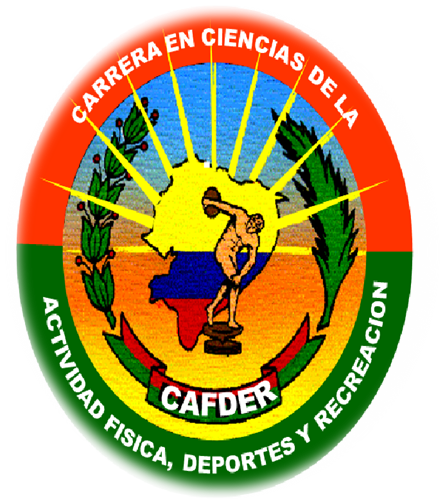 CARRERA EN CIENCIAS DE LA
ACTIVIDAD FISICA, DEPORTES Y RECREACION
CAFDER